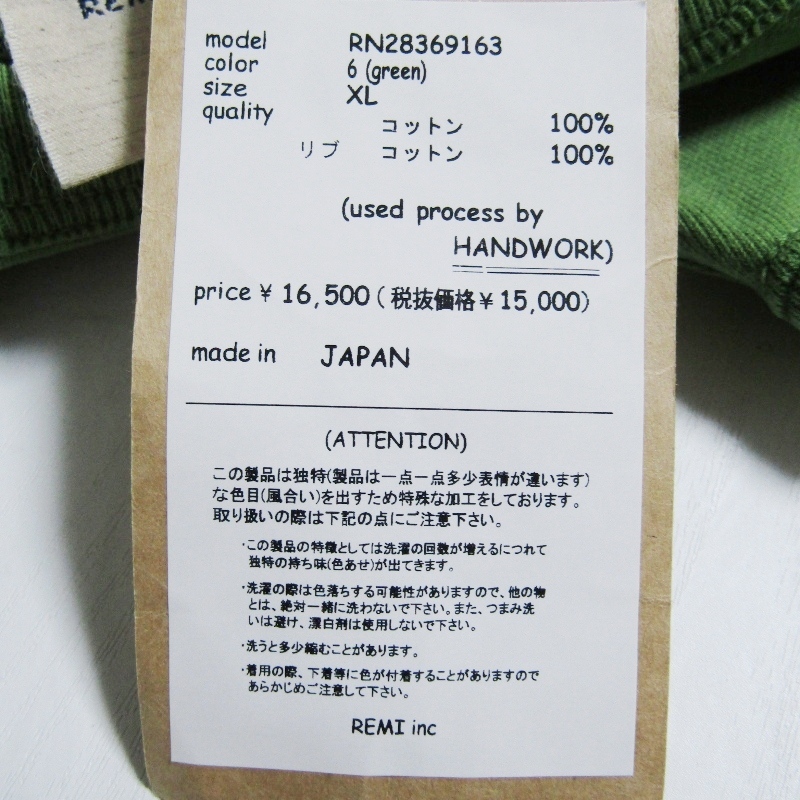 model RN28369163
color 6 (green)
size XL
quality
コットン 100%
リブ コットン 100%
(used process by
HANDWORK)
price ¥ 16,500 ( 税抜価格 ¥ 15,000)
made in JAPAN
(ATTENTION)
この製品は独特(製品は一点一点多少表情が違います)
な色目(風合い)を出すため特殊な加工をしております。
取り扱いの際は下記の点にご注意下さい。
・この製品の特徴としては洗濯の回数が増えるにつれて
独特の持ち味(色あせ)が出てきます。
・洗濯の際は色落ちする可能性がありますので、他の物
とは、絶対一緒に洗わないで下さい。また、つまみ洗
いは避け、漂白剤は使用しないで下さい。
・洗うと多少縮むことがあります。
・着用の際、下着等に色が付着することがありますので
あらかじめご注意して下さい。
REMI inc